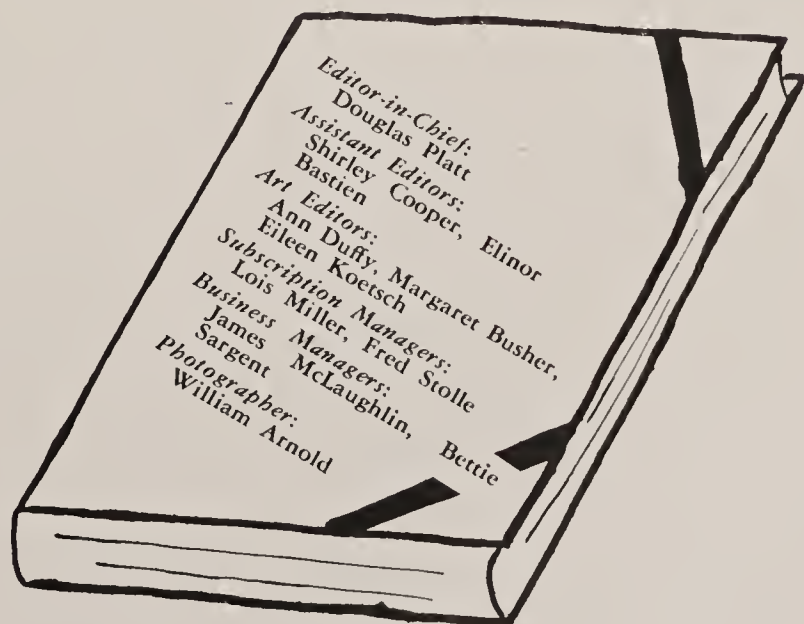 Editor-in-Chief:
Douglas Platt
Assistant Editors:
Shirley Cooper, Elinor
Bastien
Art Editors:
Ann Duffy, Margaret Busher,
Eileen Koetsch
Subscription Managers:
Lois Miller, Fred Stolle
Business Managers:
James McLaughlin, Bettie
Sargent
Photographer:
William Arnold